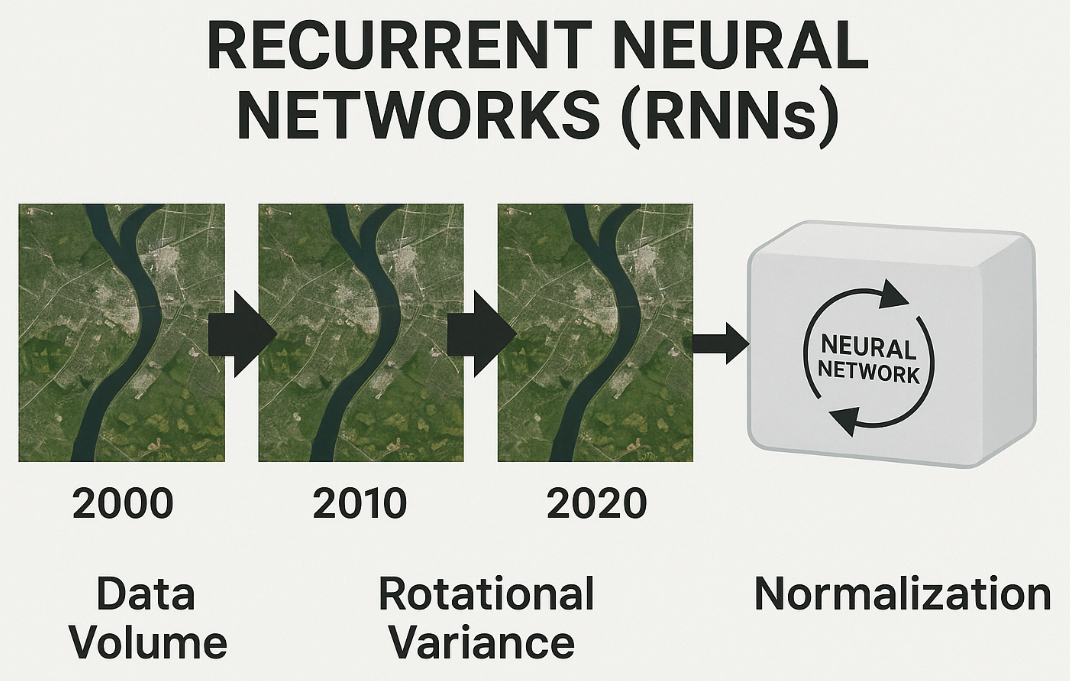 RECURRENT NEURAL
NETWORKS (RNNs)
NEURAL
NETWORK
2000
2010
2020
Data
Volume
Rotational
Variance
Normalization